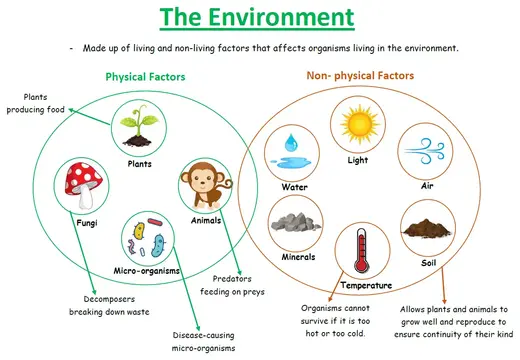 The Environment
- Made up of living and non-living factors that affects organisms living in the environment.
Physical Factors
Non- physical Factors
Plants
producing food
Plants
Fungi
Animals
Micro-organisms
Decomposers
breaking down waste
Disease-causing
micro-organisms
Predators
feeding on preys
Light
Water
Air
Minerals
Soil
Temperature
Organisms cannot
survive if it is too
hot or too cold.
Allows plants and animals to
grow well and reproduce to
ensure continuity of their kind